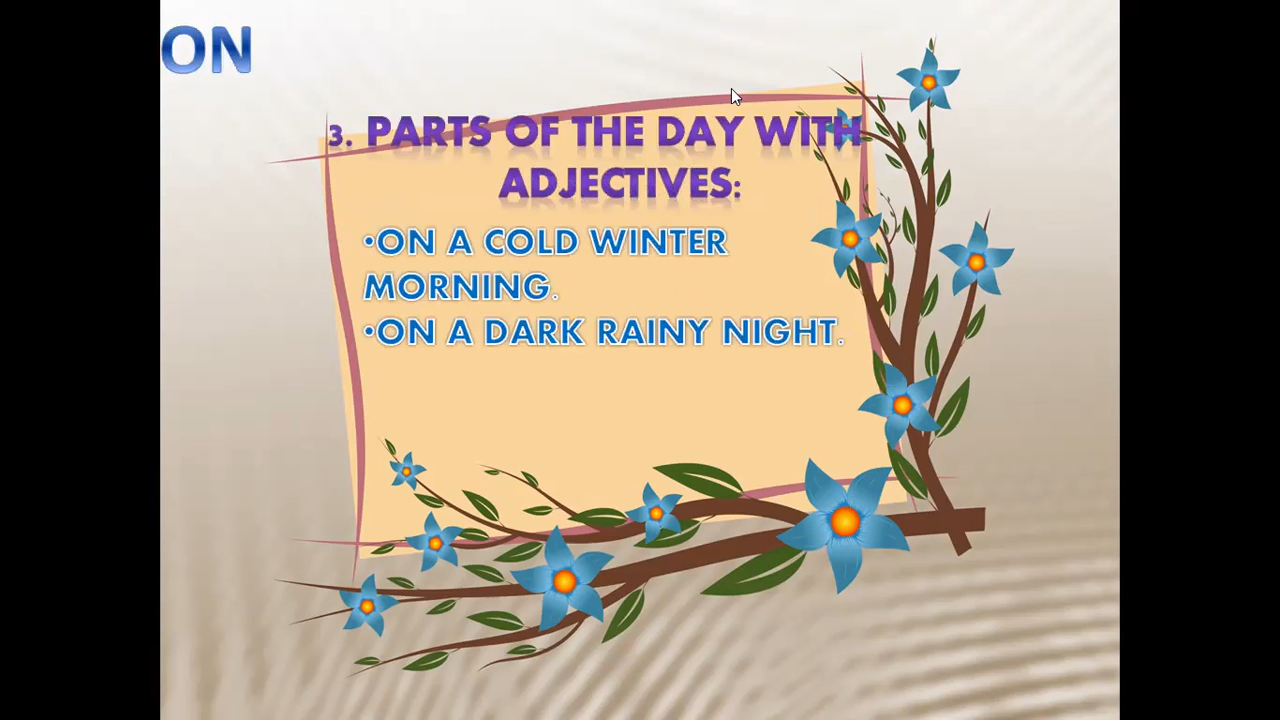 ON
3. PARTS OF THE DAY WITH
ADJECTIVES:
•ON A COLD WINTER
MORNING.
•ON A DARK RAINY NIGHT.